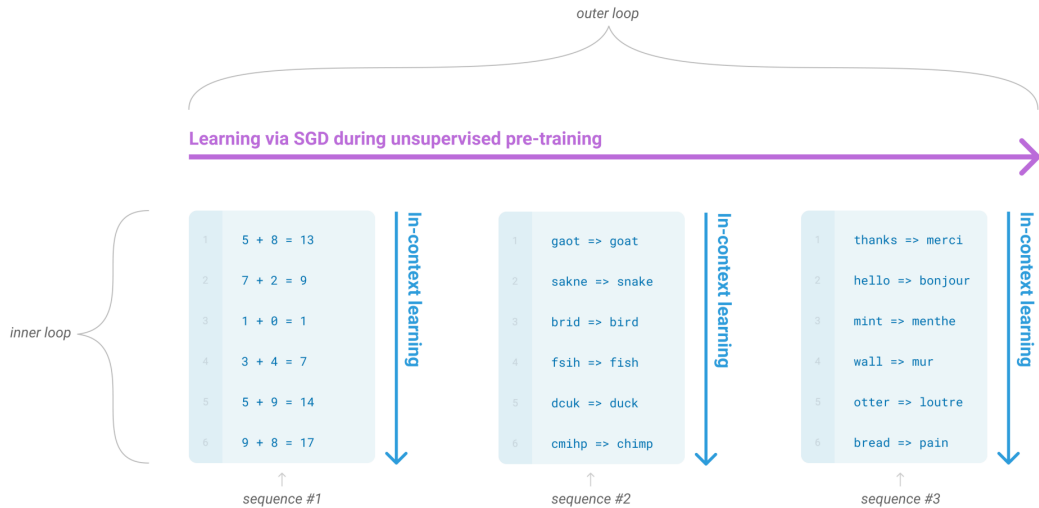 outer loop
Learning via SGD during unsupervised pre-training
inner loop
1 5 + 8 = 13
2 7 + 2 = 9
3 1 + 0 = 1
4 3 + 4 = 7
5 5 + 9 = 14
6 9 + 8 = 17
In-context learning
sequence #1
1 gaot => goat
2 sakne => snake
3 brid => bird
4 fsih => fish
5 dcuk => duck
6 cmihp => chimp
In-context learning
sequence #2
1 thanks => merci
2 hello => bonjour
3 mint => menthe
4 wall => mur
5 otter => loutre
6 bread => pain
In-context learning
sequence #3